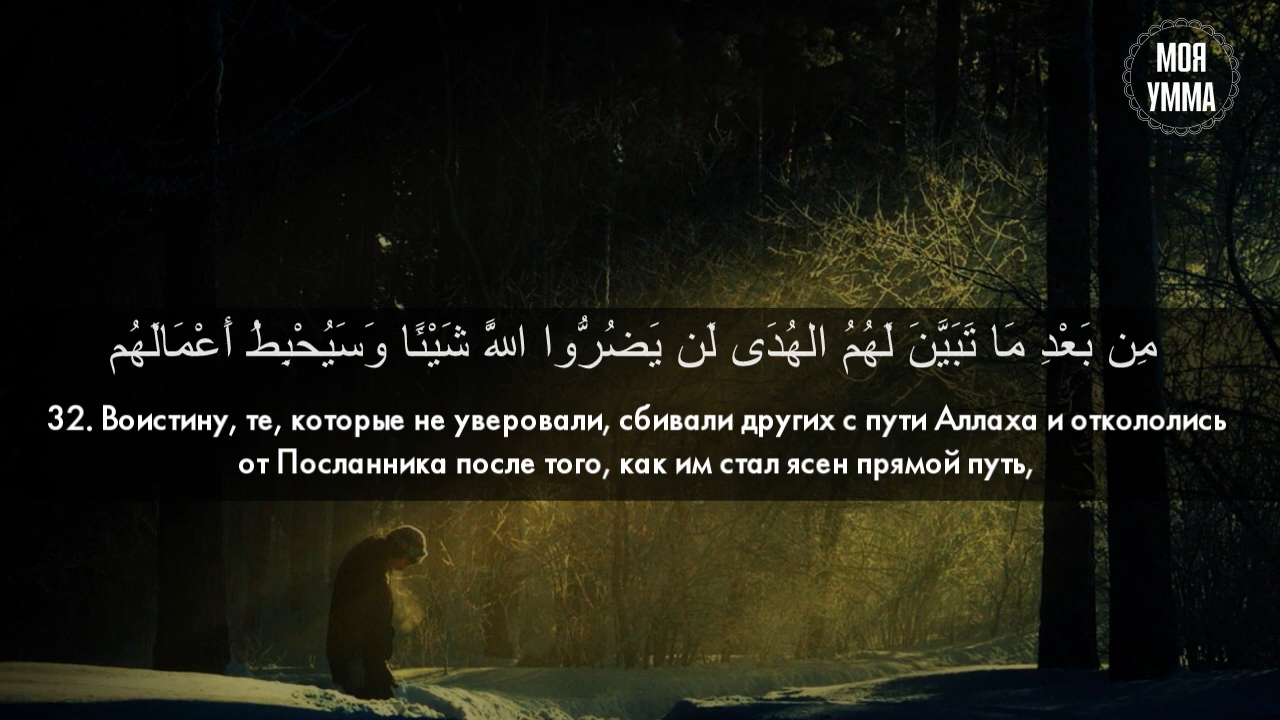 МОЯ
УММА
مِن بَعْدِ مَا تَبَيَّنَ لَهُمُ الهُدَى لَن يَضُرُّوا اللهَّ شَيْئًا وَسَيُحْبِطُ أَعْمَالَهُم
32. Воистину, те, которые не уверовали, сбивали других с пути Аллаха и откололись
от Посланника после того, как им стал ясен прямой путь,